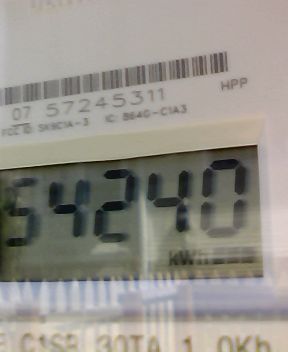 07 57245311 HPP
FCC ID: SK9C1A-3 IC: 864G-C1A3
54240
kWh
C1SR 30TA 1.0Kh